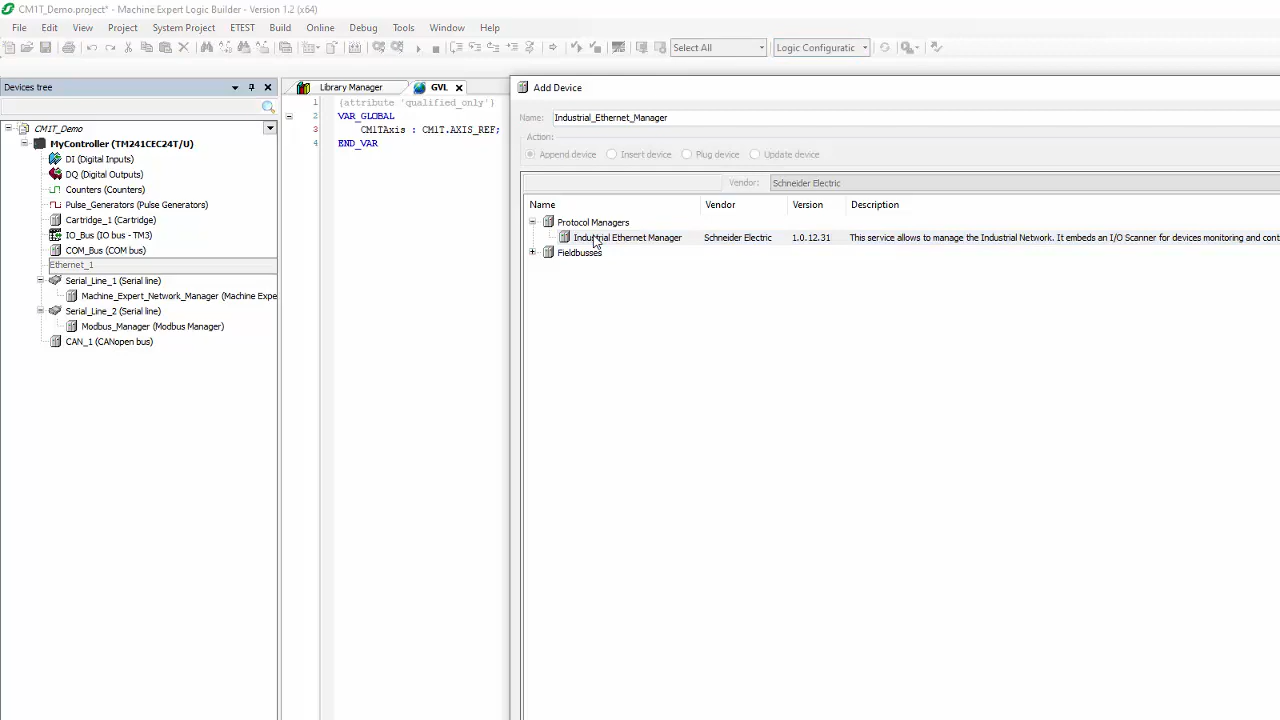 CM1T_Demo.project* - Machine Expert Logic Builder - Version 1.2 (x64)
File Edit View Project System Project ETEST Build Online Debug Tools Window Help
Select All Logic Configuratic
Devices tree
Library Manager GVL
Add Device
1 {attribute 'qualified_only'}
2 VAR_GLOBAL
3 CM1TAxis : CM1T.AXIS_REF;
4 END_VAR
Name: Industrial_Ethernet_Manager
Action:
Append device Insert device Plug device Update device
Vendor: Schneider Electric
Name Vendor Version Description
Protocol Managers
Industrial Ethernet Manager Schneider Electric 1.0.12.31 This service allows to manage the Industrial Network. It embeds an I/O Scanner for devices monitoring and cont
Fieldbusses
CM1T_Demo
MyController (TM241CEC24T/U)
DI (Digital Inputs)
DQ (Digital Outputs)
Counters (Counters)
Pulse_Generators (Pulse Generators)
Cartridge_1 (Cartridge)
IO_Bus (IO bus - TM3)
COM_Bus (COM bus)
Ethernet_1
Serial_Line_1 (Serial line)
Machine_Expert_Network_Manager (Machine Expe
Serial_Line_2 (Serial line)
Modbus_Manager (Modbus Manager)
CAN_1 (CANopen bus)